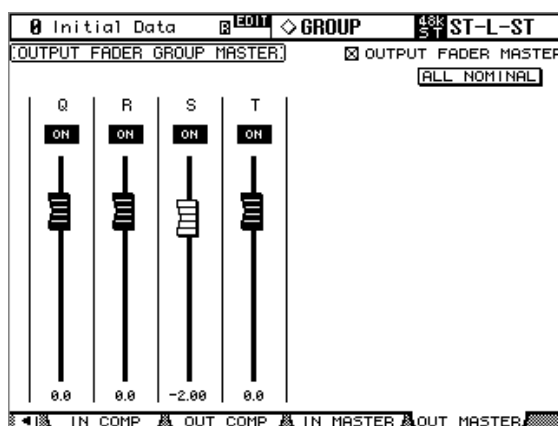 0 Initial Data R EDIT ◇GROUP 48K ST ST-L-ST
OUTPUT FADER GROUP MASTER
☒ OUTPUT FADER MASTER
ALL NOMINAL
Q R S T
ON ON ON ON
0.0 0.0 -2.00 0.0
IN COMP OUT COMP IN MASTER OUT MASTER